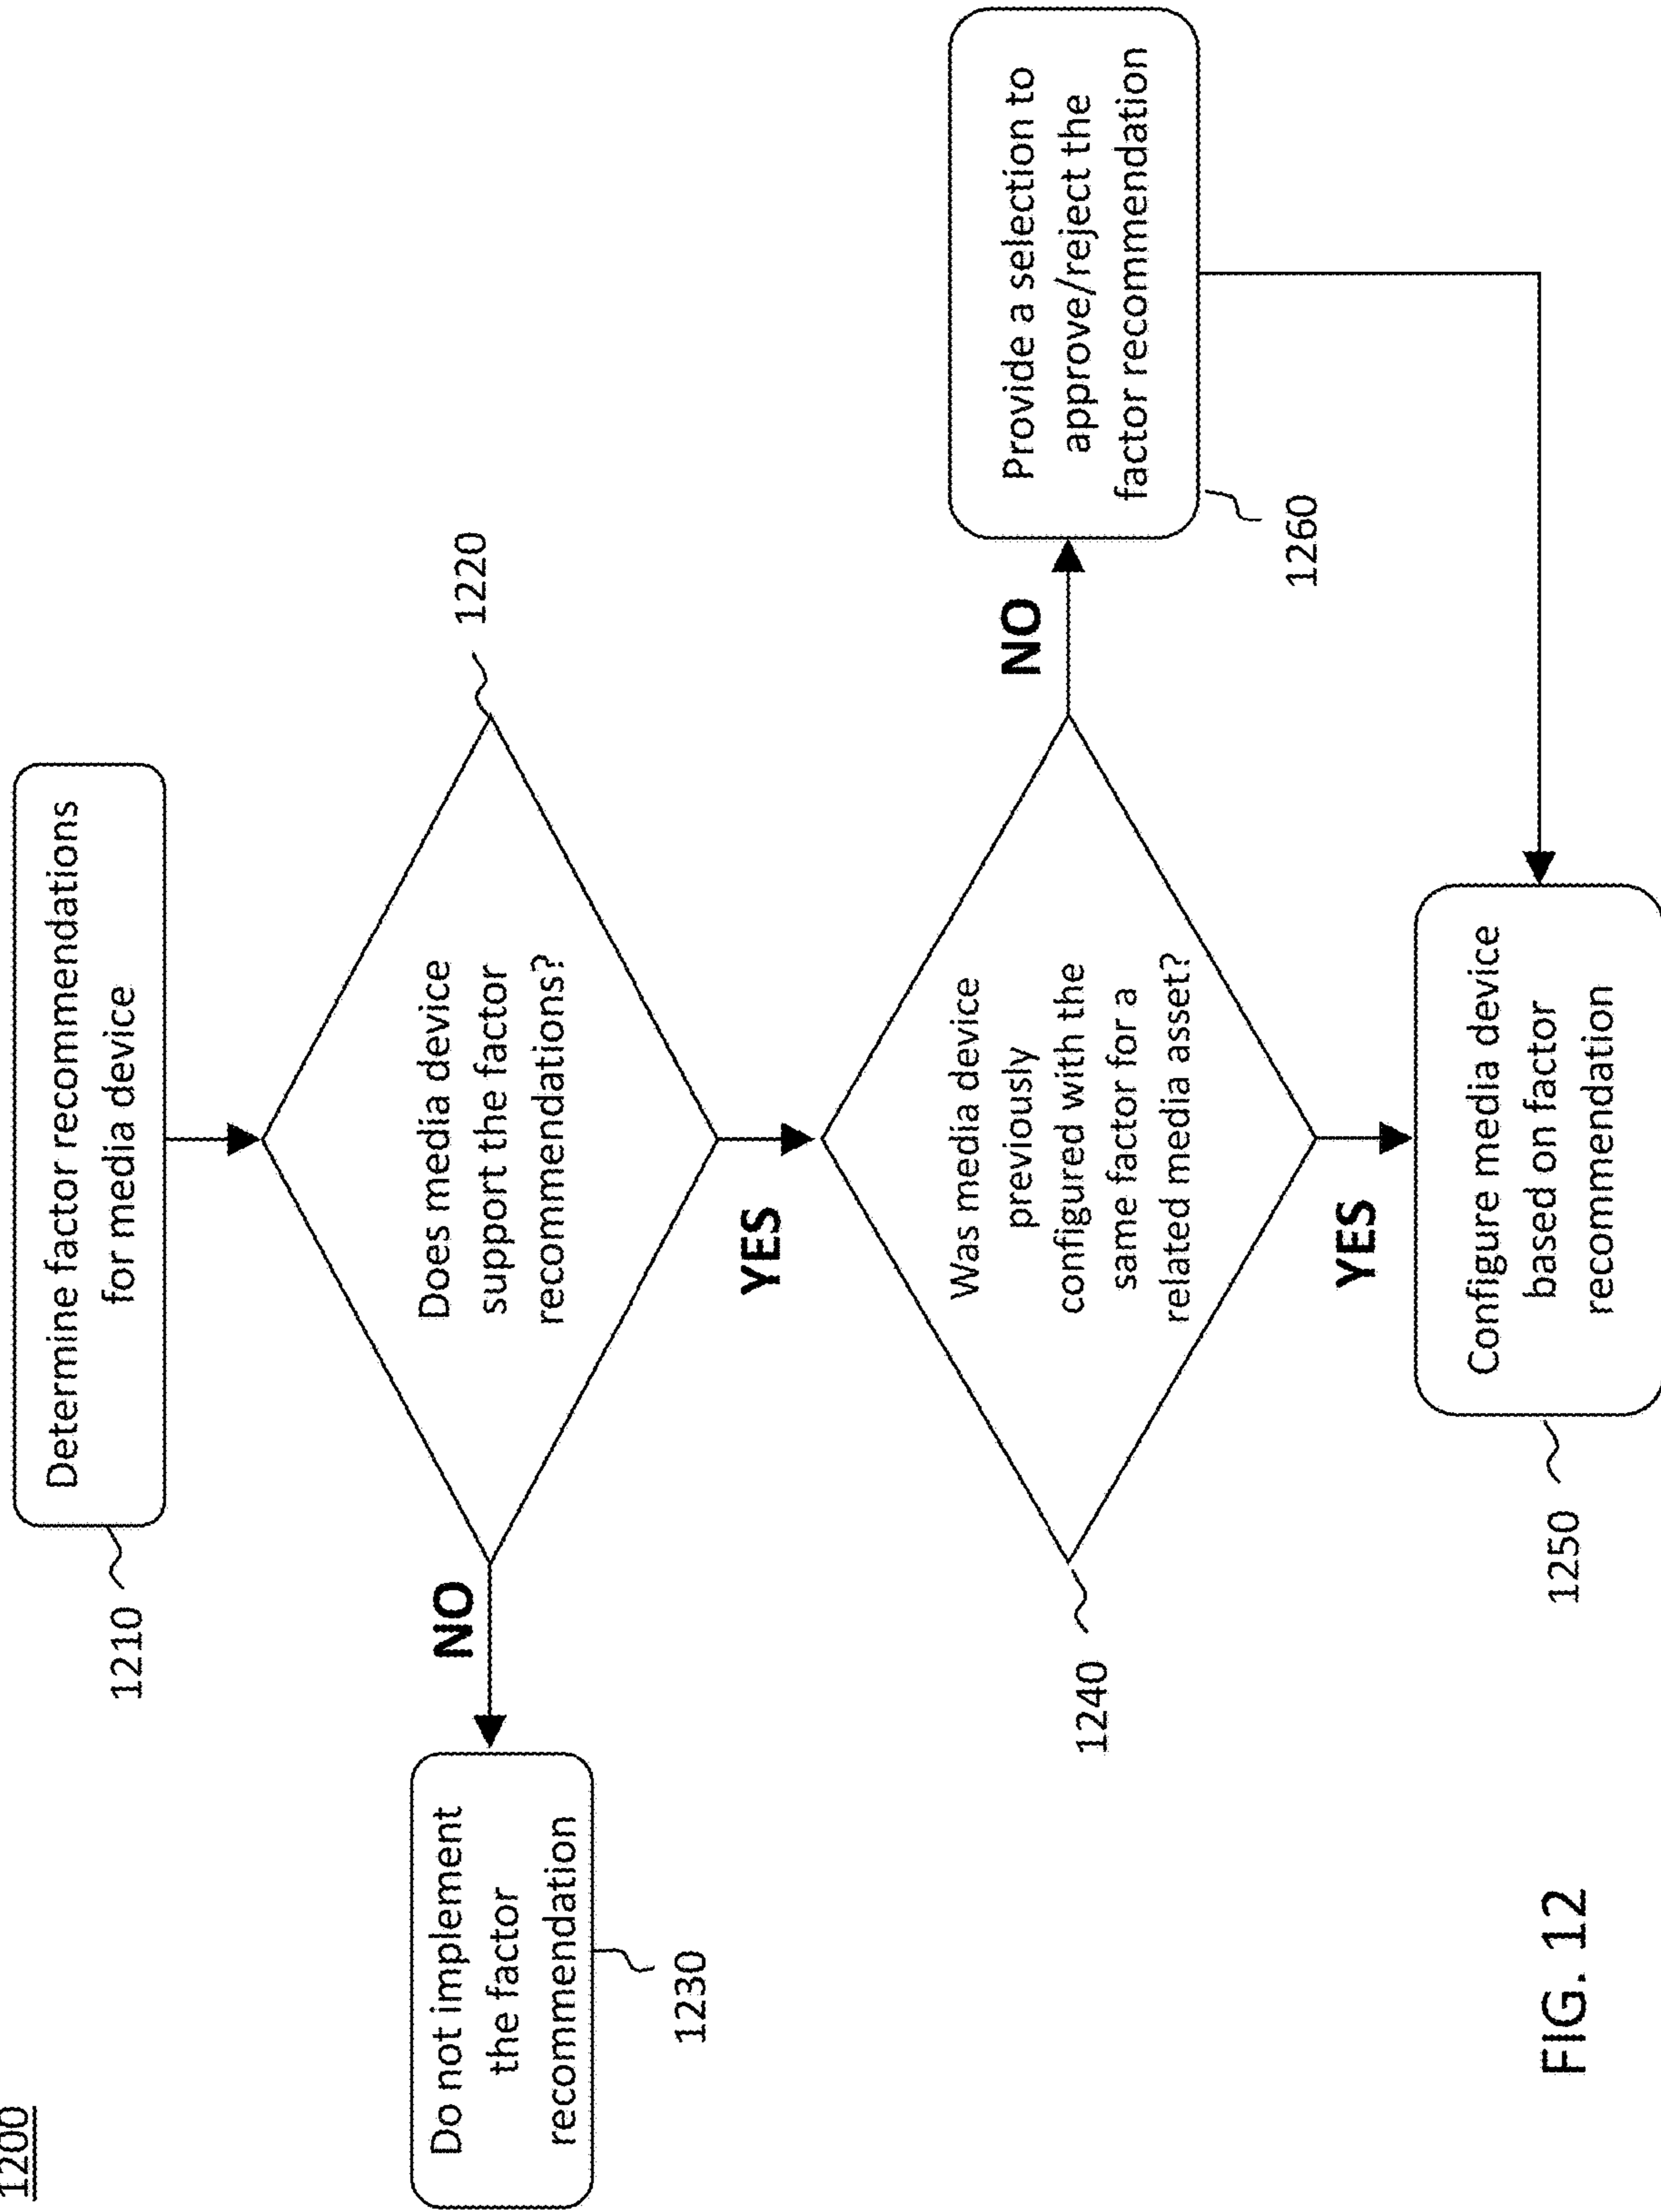 1200
Determine factor recommendations
for media device
1210
Does media device
support the factor
recommendations?
1220
NO
Do not implement
the factor
recommendation
1230
YES
Was media device
previously
configured with the
same factor for a
related media asset?
1240
NO
Provide a selection to
approve/reject the
factor recommendation
1260
YES
Configure media device
based on factor
recommendation
1250
FIG. 12